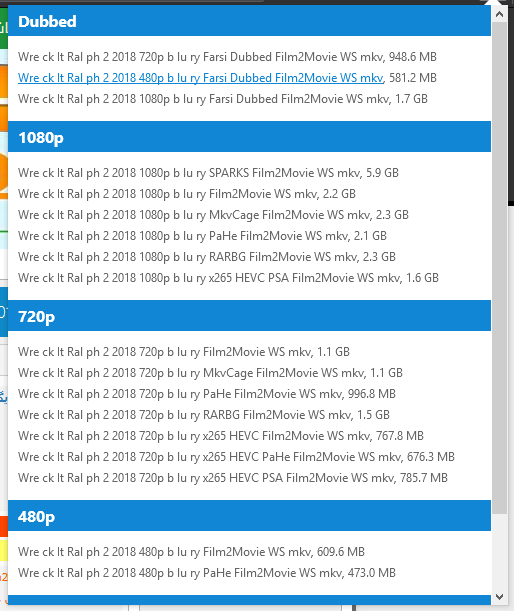 Dubbed
Wre ck It Ral ph 2 2018 720p b lu ry Farsi Dubbed Film2Movie WS mkv, 948.6 MB
Wre ck It Ral ph 2 2018 480p b lu ry Farsi Dubbed Film2Movie WS mkv, 581.2 MB
Wre ck It Ral ph 2 2018 1080p b lu ry Farsi Dubbed Film2Movie WS mkv, 1.7 GB
1080p
Wre ck It Ral ph 2 2018 1080p b lu ry SPARKS Film2Movie WS mkv, 5.9 GB
Wre ck It Ral ph 2 2018 1080p b lu ry Film2Movie WS mkv, 2.2 GB
Wre ck It Ral ph 2 2018 1080p b lu ry MkvCage Film2Movie WS mkv, 2.3 GB
Wre ck It Ral ph 2 2018 1080p b lu ry PaHe Film2Movie WS mkv, 2.1 GB
Wre ck It Ral ph 2 2018 1080p b lu ry RARBG Film2Movie WS mkv, 2.3 GB
Wre ck It Ral ph 2 2018 1080p b lu ry x265 HEVC PSA Film2Movie WS mkv, 1.6 GB
720p
Wre ck It Ral ph 2 2018 720p b lu ry Film2Movie WS mkv, 1.1 GB
Wre ck It Ral ph 2 2018 720p b lu ry MkvCage Film2Movie WS mkv, 1.1 GB
Wre ck It Ral ph 2 2018 720p b lu ry PaHe Film2Movie WS mkv, 996.8 MB
Wre ck It Ral ph 2 2018 720p b lu ry RARBG Film2Movie WS mkv, 1.5 GB
Wre ck It Ral ph 2 2018 720p b lu ry x265 HEVC Film2Movie WS mkv, 767.8 MB
Wre ck It Ral ph 2 2018 720p b lu ry x265 HEVC PaHe Film2Movie WS mkv, 676.3 MB
Wre ck It Ral ph 2 2018 720p b lu ry x265 HEVC PSA Film2Movie WS mkv, 785.7 MB
480p
Wre ck It Ral ph 2 2018 480p b lu ry Film2Movie WS mkv, 609.6 MB
Wre ck It Ral ph 2 2018 480p b lu ry PaHe Film2Movie WS mkv, 473.0 MB